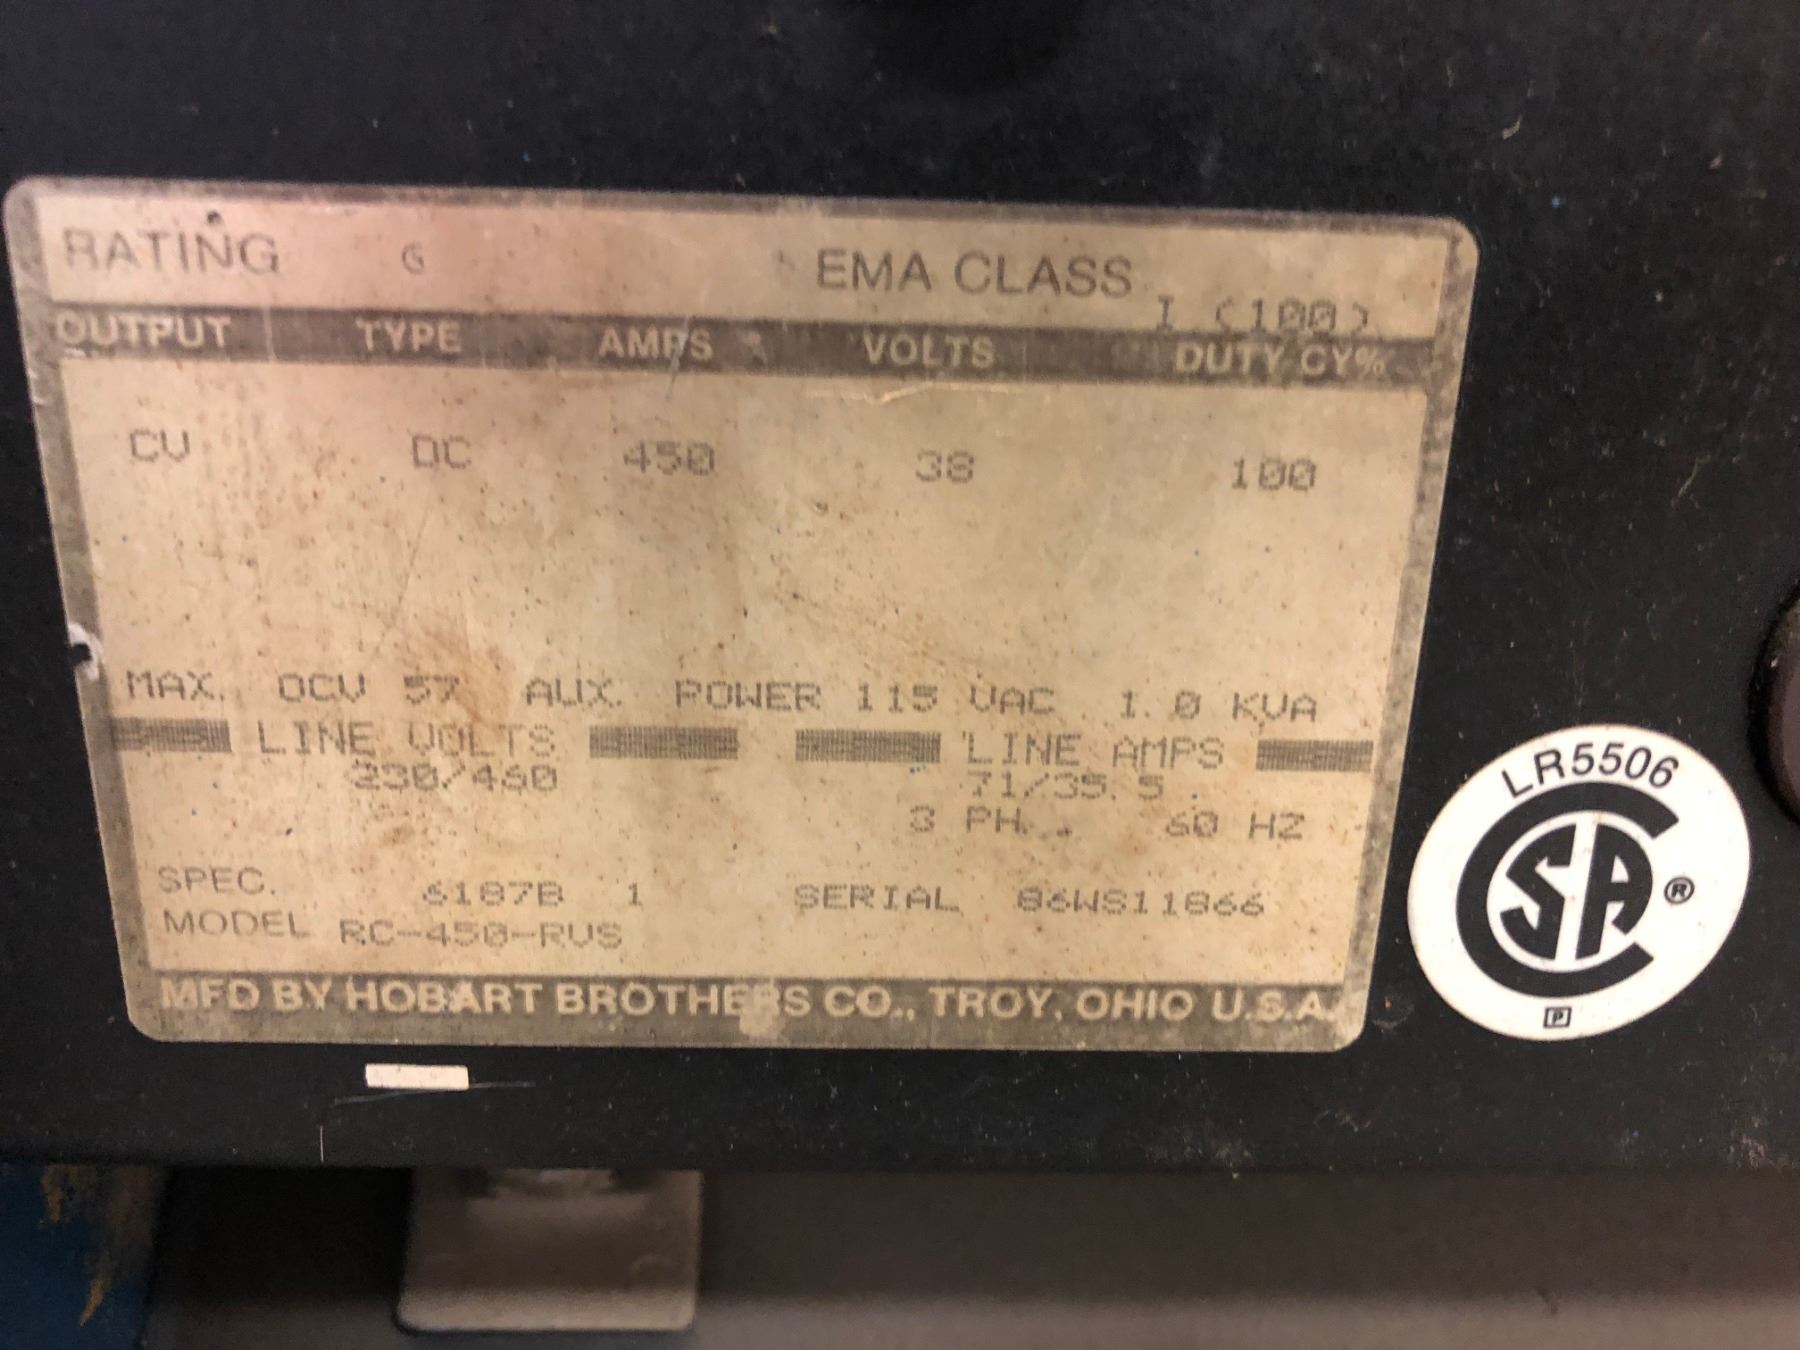 RATING G EMA CLASS I (100)
OUTPUT TYPE AMPS VOLTS DUTY CY%
CV DC 450 38 100
MAX. OCV 57 AUX. POWER 115 VAC 1.0 KVA
LINE VOLTS LINE AMPS
230/460 71/35.5
3 PH. 60 HZ
SPEC. 6187B 1 SERIAL 86WS11866
MODEL RC-450-RVS
MFD BY HOBART BROTHERS CO., TROY, OHIO U.S.A.
LR5506
CSA ®
P